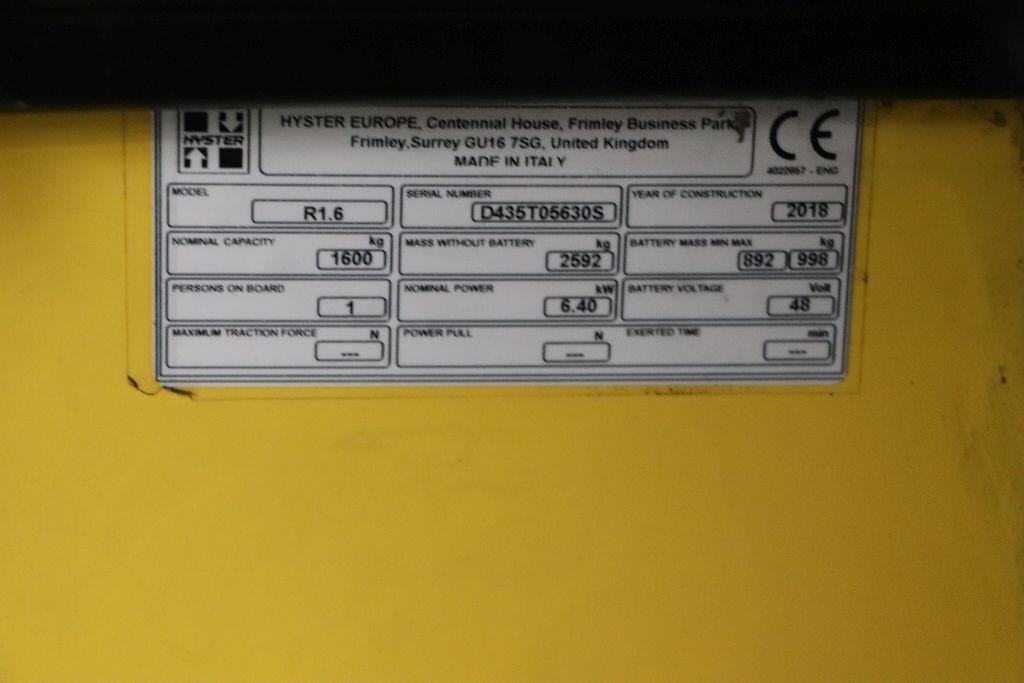 HYSTER
HYSTER EUROPE, Centennial House, Frimley Business Park
Frimley,Surrey GU16 7SG, United Kingdom
MADE IN ITALY
CE
4022657 - ENG
MODEL
R1.6
SERIAL NUMBER
D435T05630S
YEAR OF CONSTRUCTION
2018
NOMINAL CAPACITY kg
1600
MASS WITHOUT BATTERY kg
2592
BATTERY MASS MIN MAX kg
892 998
PERSONS ON BOARD
1
NOMINAL POWER kW
6.40
BATTERY VOLTAGE Volt
48
MAXIMUM TRACTION FORCE N
---
POWER PULL N
---
EXERTED TIME min
---